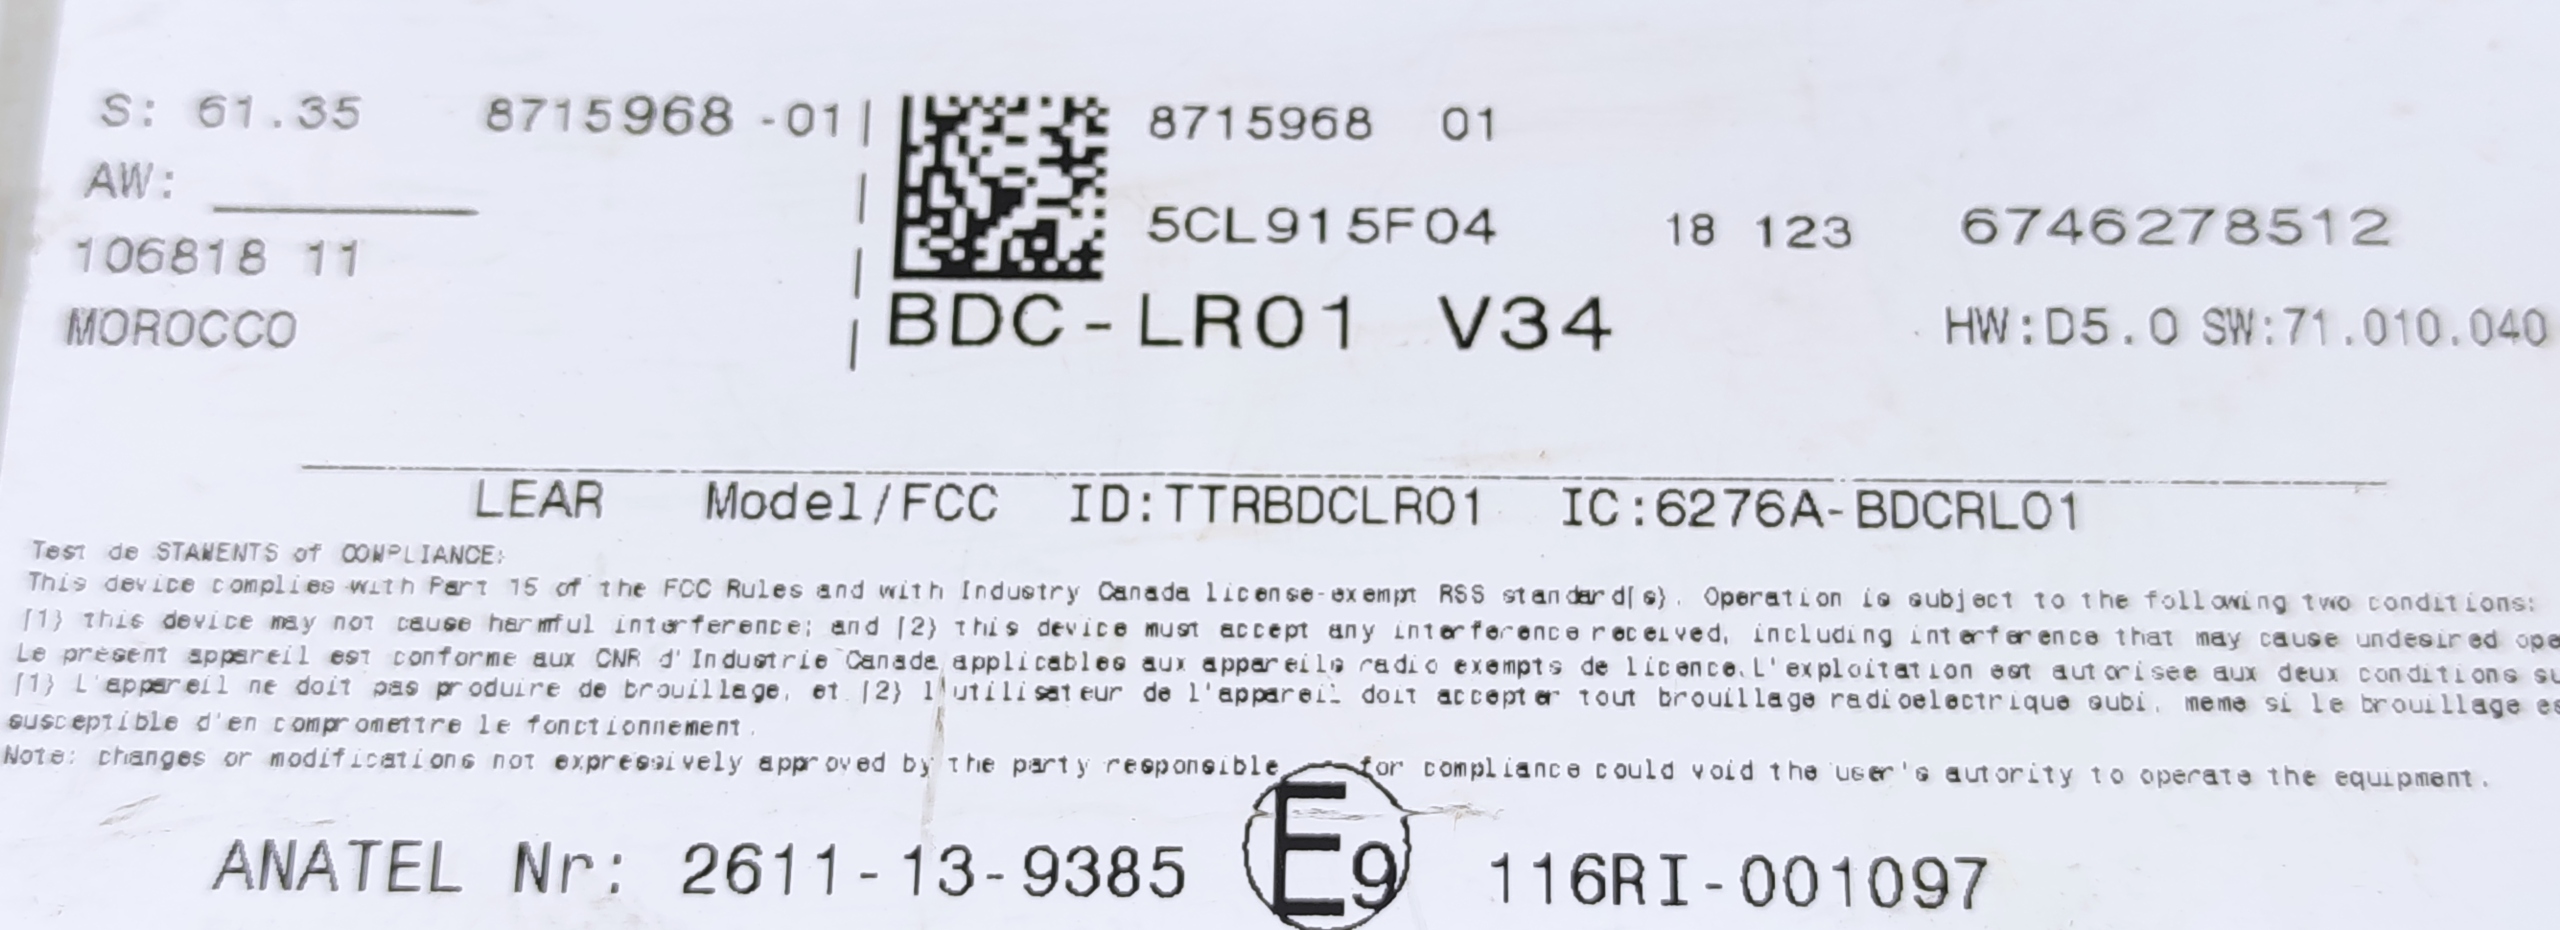 S: 61.35 8715968 -01 8715968 01
AW:
5CL915F04 18 123 6746278512
106818 11
MOROCCO BDC-LR01 V34 HW:D5.0 SW:71.010.040
LEAR Model/FCC ID:TTRBDCLR01 IC:6276A-BDCRL01
Test de STAMENTS of COMPLIANCE:
This device complies with Part 15 of the FCC Rules and with Industry Canada license-exempt RSS standard(s). Operation is subject to the following two conditions:
(1) this device may not cause harmful interference; and (2) this device must accept any interference received, including interference that may cause undesired ope
Le present appareil est conforme aux CNR d'Industrie Canada applicables aux appareils radio exempts de licence.L'exploitation est autorisee aux deux conditions su
(1) L'appareil ne doit pas produire de brouillage, et (2) l'utilisateur de l'appareil doit accepter tout brouillage radioelectrique subi, meme si le brouillage es
susceptible d'en compromettre le fonctionnement.
Note: changes or modifications not expressively approved by the party responsible for compliance could void the user's autority to operate the equipment.
ANATEL Nr: 2611-13-9385 E9 116RI-001097